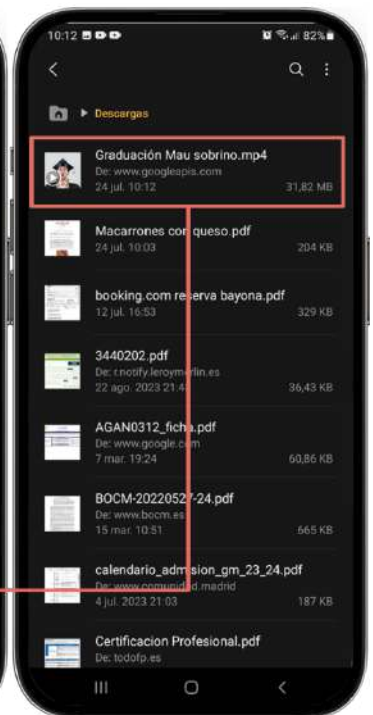 10:12
82%
Descargas
Graduación Mau sobrino.mp4
De: www.googleapis.com
24 jul. 10:12 31,82 MB
Macarrones con queso.pdf
24 jul. 10:03 204 KB
booking.com reserva bayona.pdf
12 jul. 16:53 329 KB
3440202.pdf
De: r.notify.leroymerlin.es
22 ago. 2023 21:4 36,43 KB
AGAN0312_ficha.pdf
De: www.google.com
7 mar. 19:24 60,86 KB
BOCM-20220527-24.pdf
De: www.bocm.es
15 mar. 10:51 665 KB
calendario_admision_gm_23_24.pdf
De: www.comunidad.madrid
4 jul. 2023 21:03 187 KB
Certificacion Profesional.pdf
De: todofp.es